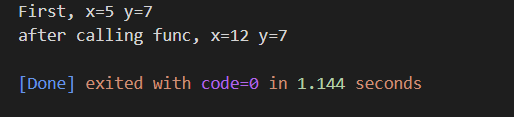 First, x=5 y=7
after calling func, x=12 y=7
[Done] exited with code=0 in 1.144 seconds